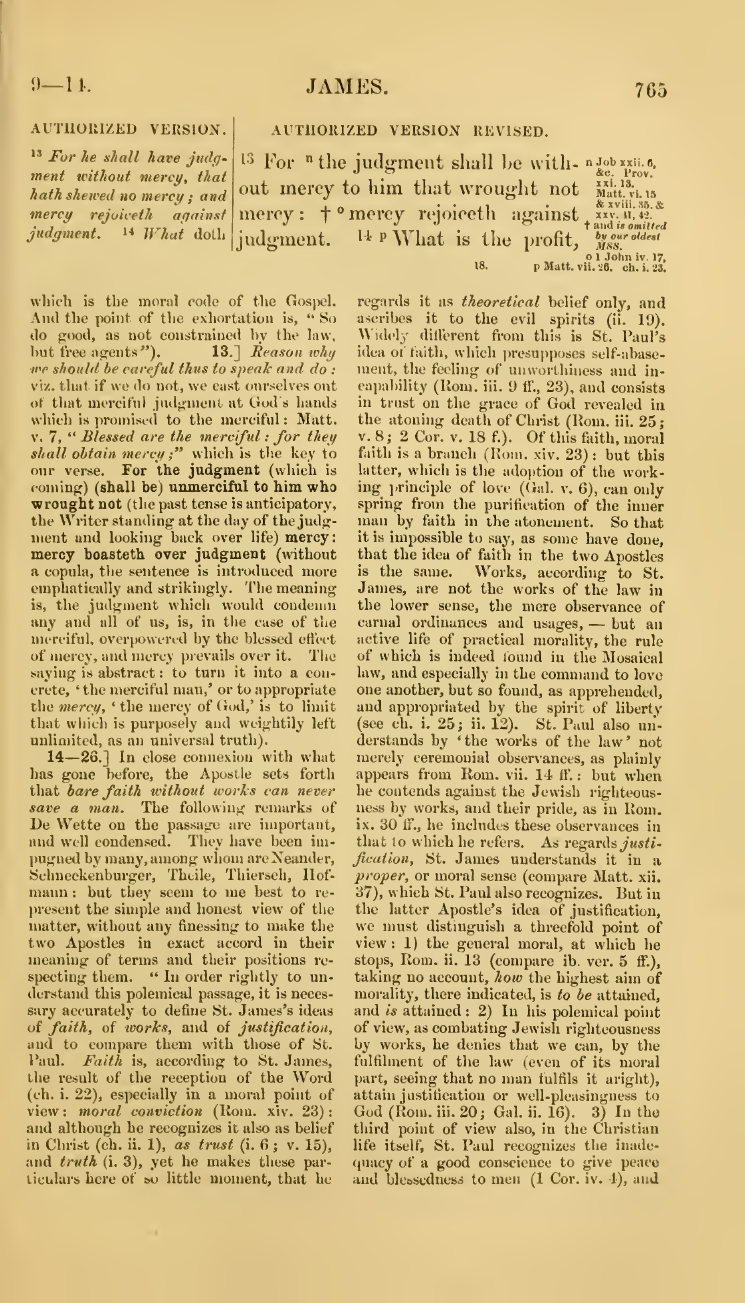 9—14.
JAMES.
765
AUTHORIZED VERSION.
13 For he shall have judg-
ment without mercy, that
hath shewed no mercy; and
mercy rejoiceth against
judgment. 14 What doth
AUTHORIZED VERSION REVISED.
13 For n the judgment shall be with-
out mercy to him that wrought not
mercy: † o mercy rejoiceth against
judgment. 14 p What is the profit,
n Job xxii. 6,
&c. Prov.
xxi. 13.
Matt. vi. 15
& xviii. 35. &
xxv. 41, 42.
† and is omitted
by our oldest
MSS.
o 1 John iv. 17,
18.
p Matt. vii. 26. ch. i. 23.
which is the moral code of the Gospel.
And the point of the exhortation is, “ So
do good, as not constrained by the law,
but free agents”). 13.] Reason why
we should be careful thus to speak and do:
viz. that if we do not, we cast ourselves out
of that merciful judgment at God's hands
which is promised to the merciful: Matt.
v. 7, “ Blessed are the merciful: for they
shall obtain mercy;” which is the key to
our verse. For the judgment (which is
coming) (shall be) unmerciful to him who
wrought not (the past tense is anticipatory,
the Writer standing at the day of the judg-
ment and looking back over life) mercy:
mercy boasteth over judgment (without
a copula, the sentence is introduced more
emphatically and strikingly. The meaning
is, the judgment which would condemn
any and all of us, is, in the case of the
merciful, overpowered by the blessed effect
of mercy, and mercy prevails over it. The
saying is abstract: to turn it into a con-
crete, ‘the merciful man,’ or to appropriate
the mercy, ‘ the mercy of God,’ is to limit
that which is purposely and weightily left
unlimited, as an universal truth).
14—26.] In close connexion with what
has gone before, the Apostle sets forth
that bare faith without works can never
save a man. The following remarks of
De Wette on the passage are important,
and well condensed. They have been im-
pugned by many, among whom are Neander,
Schneckenburger, Theile, Thiersch, Hof-
mann: but they seem to me best to re-
present the simple and honest view of the
matter, without any finessing to make the
two Apostles in exact accord in their
meaning of terms and their positions re-
specting them. “ In order rightly to un-
derstand this polemical passage, it is neces-
sary accurately to define St. James's ideas
of faith, of works, and of justification,
and to compare them with those of St.
Paul. Faith is, according to St. James,
the result of the reception of the Word
(ch. i. 22), especially in a moral point of
view: moral conviction (Rom. xiv. 23):
and although he recognizes it also as belief
in Christ (ch. ii. 1), as trust (i. 6; v. 15),
and truth (i. 3), yet he makes these par-
ticulars here of so little moment, that he
regards it as theoretical belief only, and
ascribes it to the evil spirits (ii. 19).
Widely different from this is St. Paul's
idea of faith, which presupposes self-abase-
ment, the feeling of unworthiness and in-
capability (Rom. iii. 9 ff., 23), and consists
in trust on the grace of God revealed in
the atoning death of Christ (Rom. iii. 25;
v. 8; 2 Cor. v. 18 f.). Of this faith, moral
faith is a branch (Rom. xiv. 23): but this
latter, which is the adoption of the work-
ing principle of love (Gal. v. 6), can only
spring from the purification of the inner
man by faith in the atonement. So that
it is impossible to say, as some have done,
that the idea of faith in the two Apostles
is the same. Works, according to St.
James, are not the works of the law in
the lower sense, the mere observance of
carnal ordinances and usages, — but an
active life of practical morality, the rule
of which is indeed found in the Mosaical
law, and especially in the command to love
one another, but so found, as apprehended,
and appropriated by the spirit of liberty
(see ch. i. 25; ii. 12). St. Paul also un-
derstands by ‘the works of the law’ not
merely ceremonial observances, as plainly
appears from Rom. vii. 14 ff.: but when
he contends against the Jewish righteous-
ness by works, and their pride, as in Rom.
ix. 30 ff., he includes these observances in
that to which he refers. As regards justi-
fication, St. James understands it in a
proper, or moral sense (compare Matt. xii.
37), which St. Paul also recognizes. But in
the latter Apostle's idea of justification,
we must distinguish a threefold point of
view: 1) the general moral, at which he
stops, Rom. ii. 13 (compare ib. ver. 5 ff.),
taking no account, how the highest aim of
morality, there indicated, is to be attained,
and is attained: 2) In his polemical point
of view, as combating Jewish righteousness
by works, he denies that we can, by the
fulfilment of the law (even of its moral
part, seeing that no man fulfils it aright),
attain justification or well-pleasingness to
God (Rom. iii. 20; Gal. ii. 16). 3) In the
third point of view also, in the Christian
life itself, St. Paul recognizes the inade-
quacy of a good conscience to give peace
and blessedness to men (1 Cor. iv. 4), and